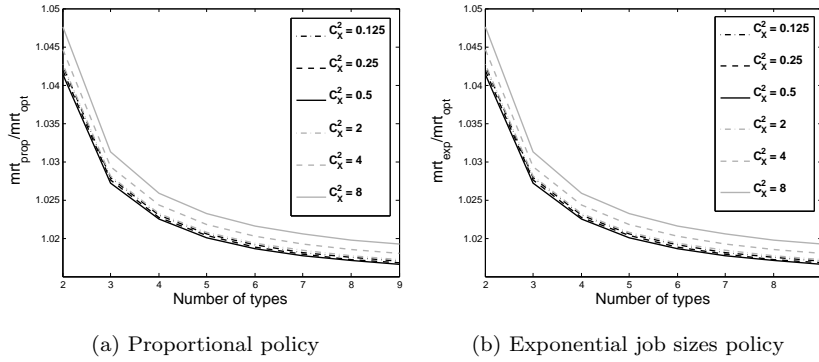 1.05
1.045
1.04
1.035
1.03
1.025
1.02
mrt_prop/mrt_opt
C_X^2 = 0.125
C_X^2 = 0.25
C_X^2 = 0.5
C_X^2 = 2
C_X^2 = 4
C_X^2 = 8
2 3 4 5 6 7 8 9
Number of types
(a) Proportional policy
1.05
1.045
1.04
1.035
1.03
1.025
1.02
mrt_exp/mrt_opt
C_X^2 = 0.125
C_X^2 = 0.25
C_X^2 = 0.5
C_X^2 = 2
C_X^2 = 4
C_X^2 = 8
2 3 4 5 6 7 8
Number of types
(b) Exponential job sizes policy